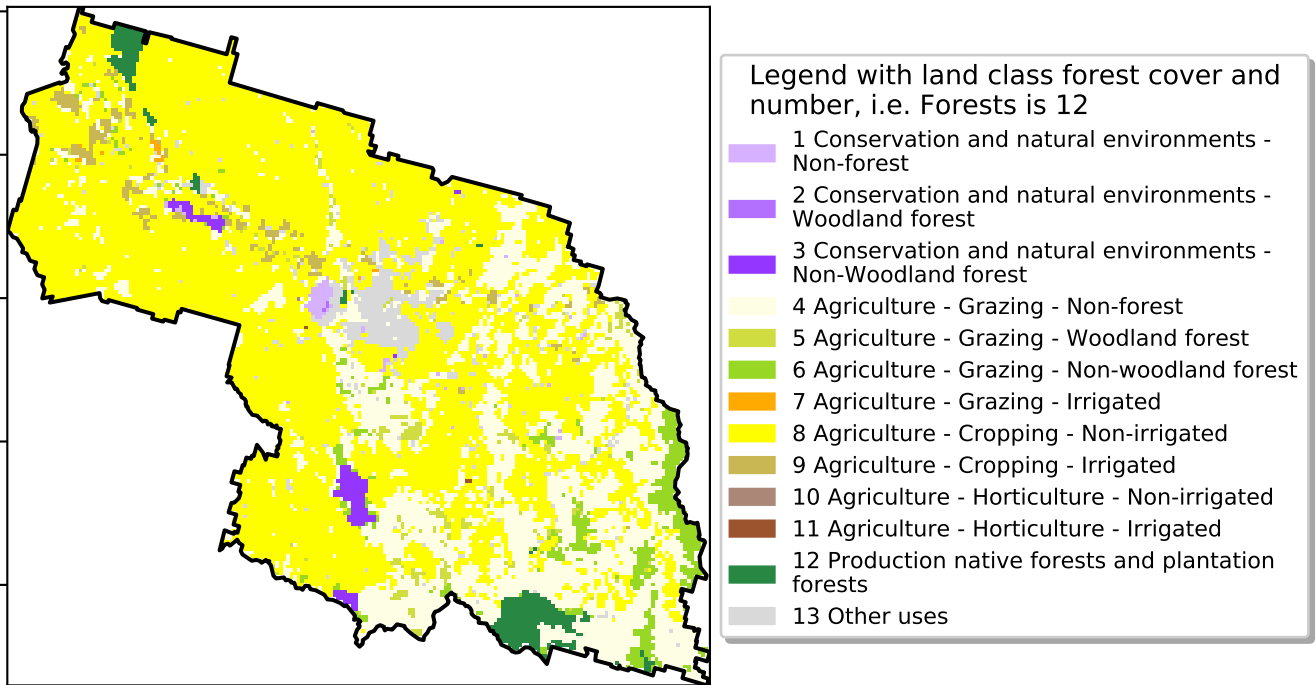 Legend with land class forest cover and
number, i.e. Forests is 12
1 Conservation and natural environments -
Non-forest
2 Conservation and natural environments -
Woodland forest
3 Conservation and natural environments -
Non-Woodland forest
4 Agriculture - Grazing - Non-forest
5 Agriculture - Grazing - Woodland forest
6 Agriculture - Grazing - Non-woodland forest
7 Agriculture - Grazing - Irrigated
8 Agriculture - Cropping - Non-irrigated
9 Agriculture - Cropping - Irrigated
10 Agriculture - Horticulture - Non-irrigated
11 Agriculture - Horticulture - Irrigated
12 Production native forests and plantation
forests
13 Other uses